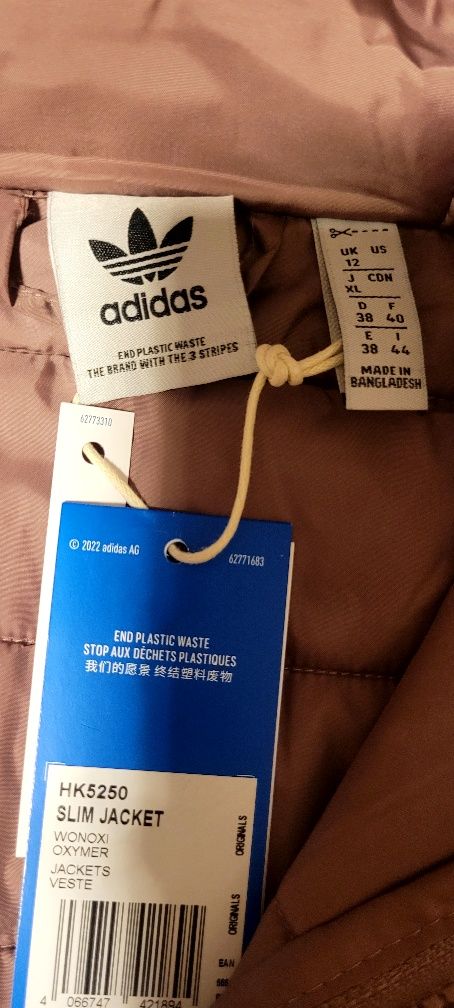 adidas
END PLASTIC WASTE
THE BRAND WITH THE 3 STRIPES
UK US
12
J CDN
XL
D F
38 40
E I
38 44
MADE IN
BANGLADESH
62773310
© 2022 adidas AG
62771683
END PLASTIC WASTE
STOP AUX DÉCHETS PLASTIQUES
我们的愿景 终结塑料废物
HK5250
SLIM JACKET
WONOXI
OXYMER
JACKETS
VESTE
ORIGINALS
ORIGINALS
EAN
4 066747 421894